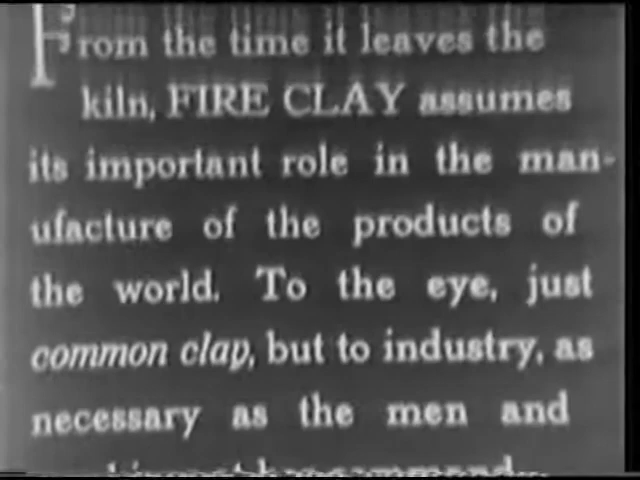 From the time it leaves the
kiln, FIRE CLAY assumes
its important role in the man-
ufacture of the products of
the world. To the eye, just
common clay, but to industry, as
necessary as the men and